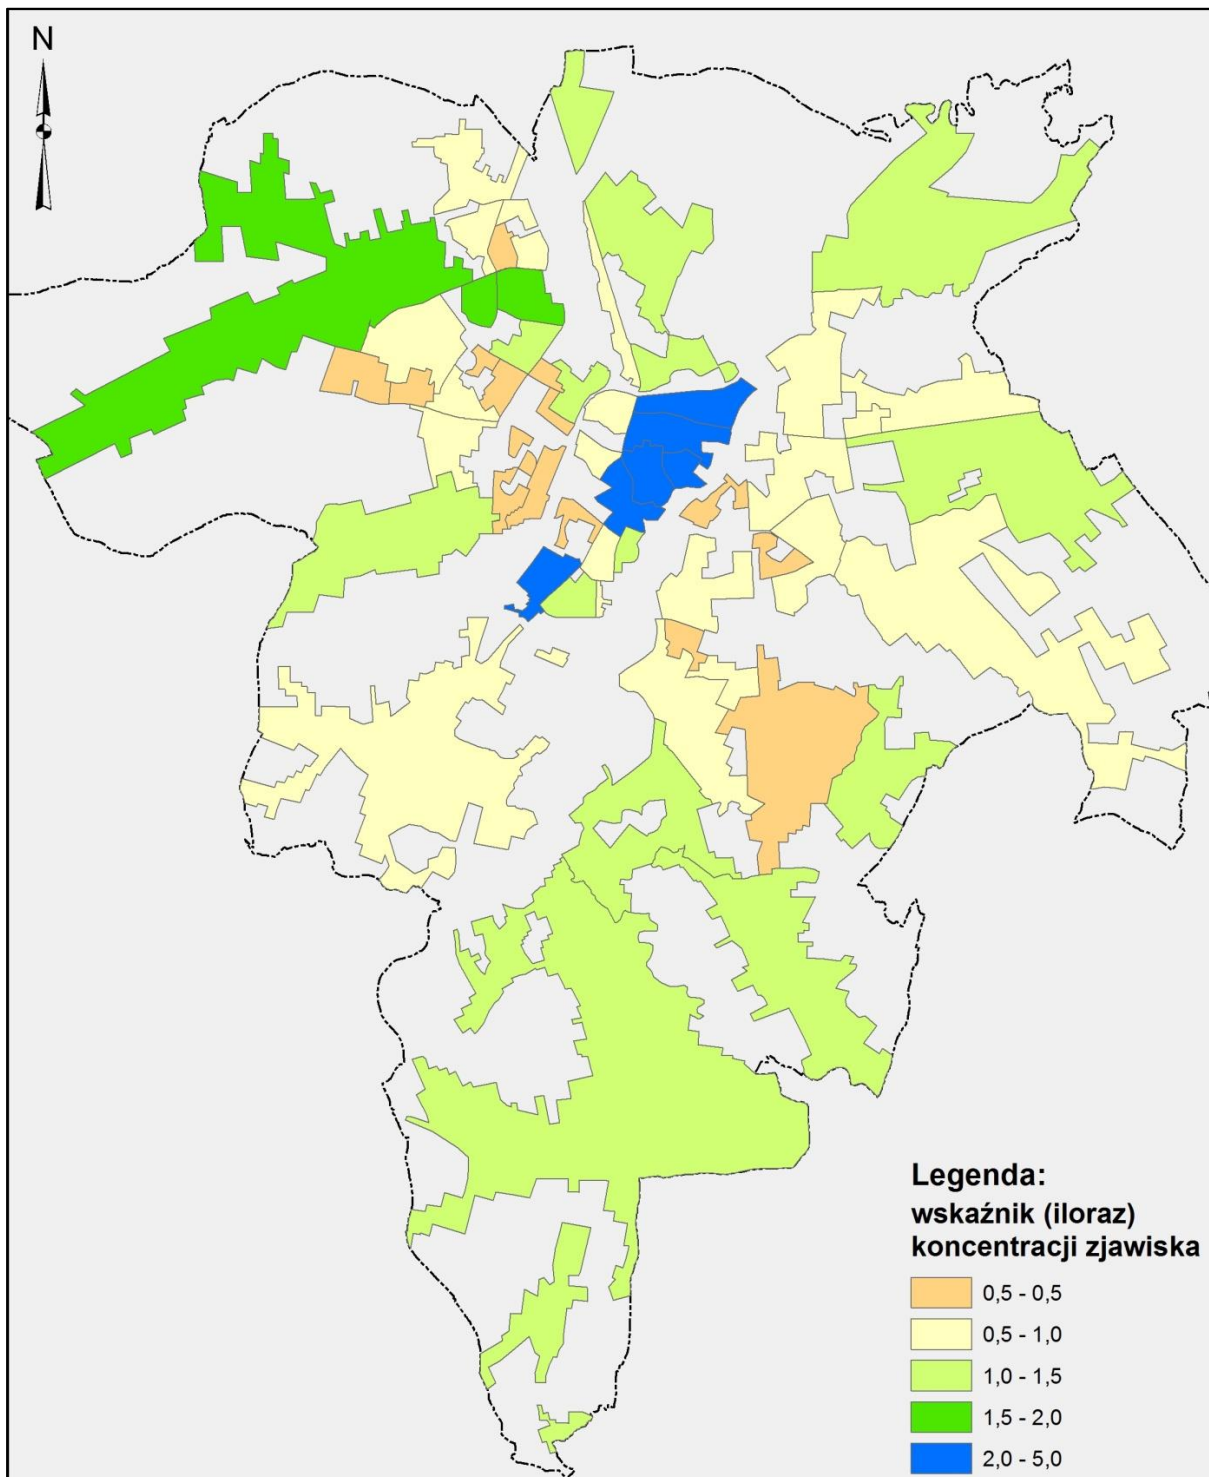 N
Legenda:
wskaźnik (iloraz)
koncentracji zjawiska
0,5 - 0,5
0,5 - 1,0
1,0 - 1,5
1,5 - 2,0
2,0 - 5,0